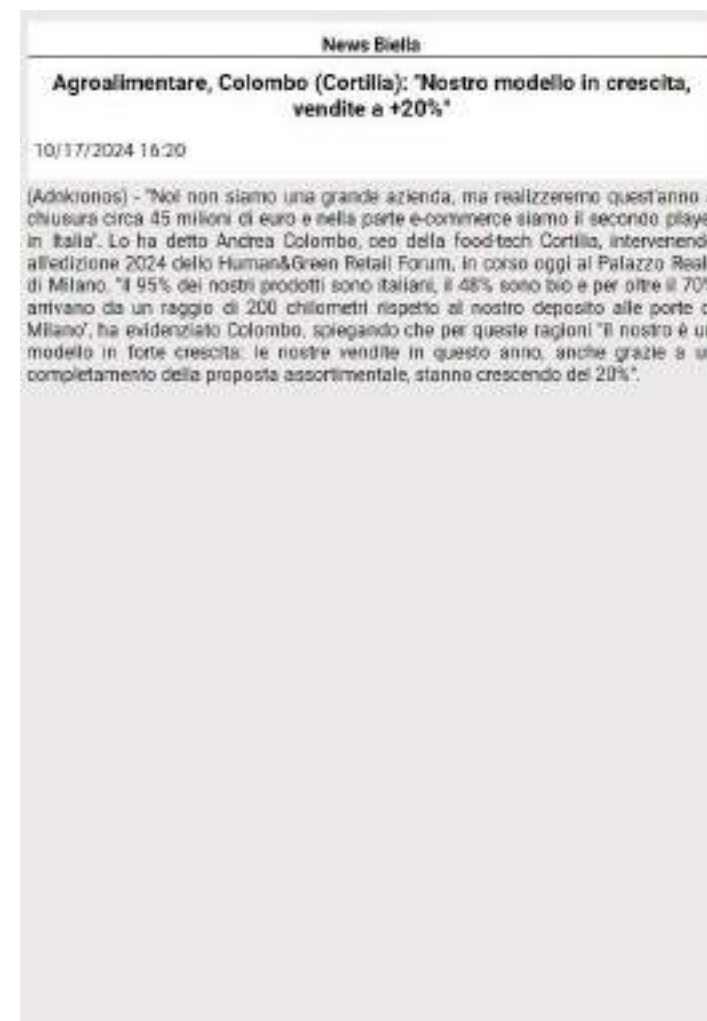 News Biella
Agroalimentare, Colombo (Cortilia): "Nostro modello in crescita,
vendite a +20%"
10/17/2024 16:20
(Adnkronos) - "Noi non siamo una grande azienda, ma realizzeremo quest'anno a
chiusura circa 45 milioni di euro e nella parte e-commerce siamo il secondo playe
in Italia". Lo ha detto Andrea Colombo, ceo della food-tech Cortilia, intervenend
all'edizione 2024 dello Human&Green Retail Forum, in corso oggi al Palazzo Real
di Milano. "Il 95% dei nostri prodotti sono italiani, il 48% sono bio e per oltre il 70%
arrivano da un raggio di 200 chilometri rispetto al nostro deposito alle porte d
Milano", ha evidenziato Colombo, spiegando che per queste ragioni "il nostro è un
modello in forte crescita: le nostre vendite in questo anno, anche grazie a un
completamento della proposta assortimentale, stanno crescendo del 20%".